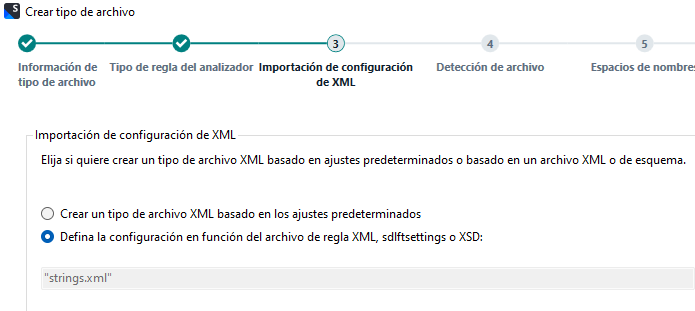 S Crear tipo de archivo
3 4 5
Información de tipo de archivo
Tipo de regla del analizador
Importación de configuración de XML
Detección de archivo
Espacios de nombres
Importación de configuración de XML
Elija si quiere crear un tipo de archivo XML basado en ajustes predeterminados o basado en un archivo XML o de esquema.
Crear un tipo de archivo XML basado en los ajustes predeterminados
Defina la configuración en función del archivo de regla XML, sdlftsettings o XSD:
"strings.xml"